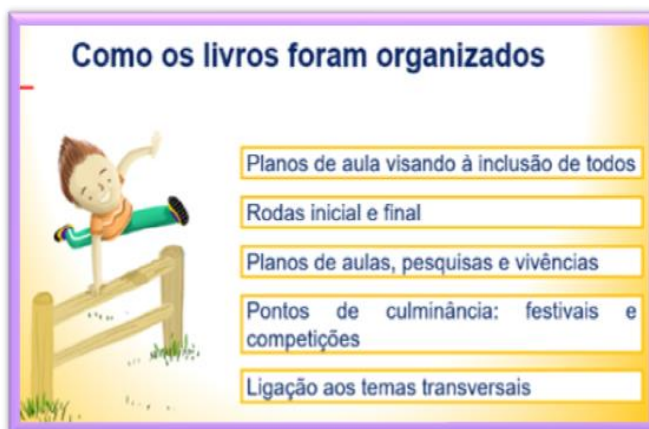 Como os livros foram organizados
Planos de aula visando à inclusão de todos
Rodas inicial e final
Planos de aulas, pesquisas e vivências
Pontos de culminância: festivais e
competições
Ligação aos temas transversais